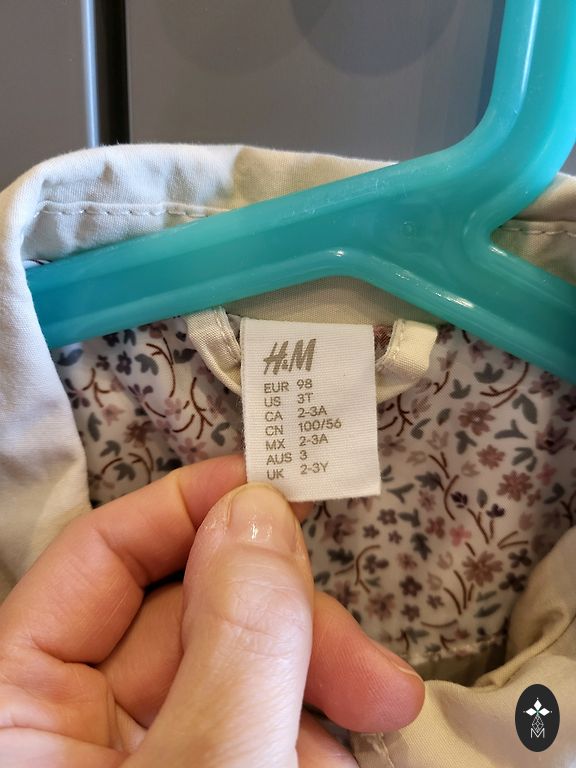 H&M
EUR 98
US 3T
CA 2-3A
CN 100/56
MX 2-3A
AUS 3
UK 2-3Y